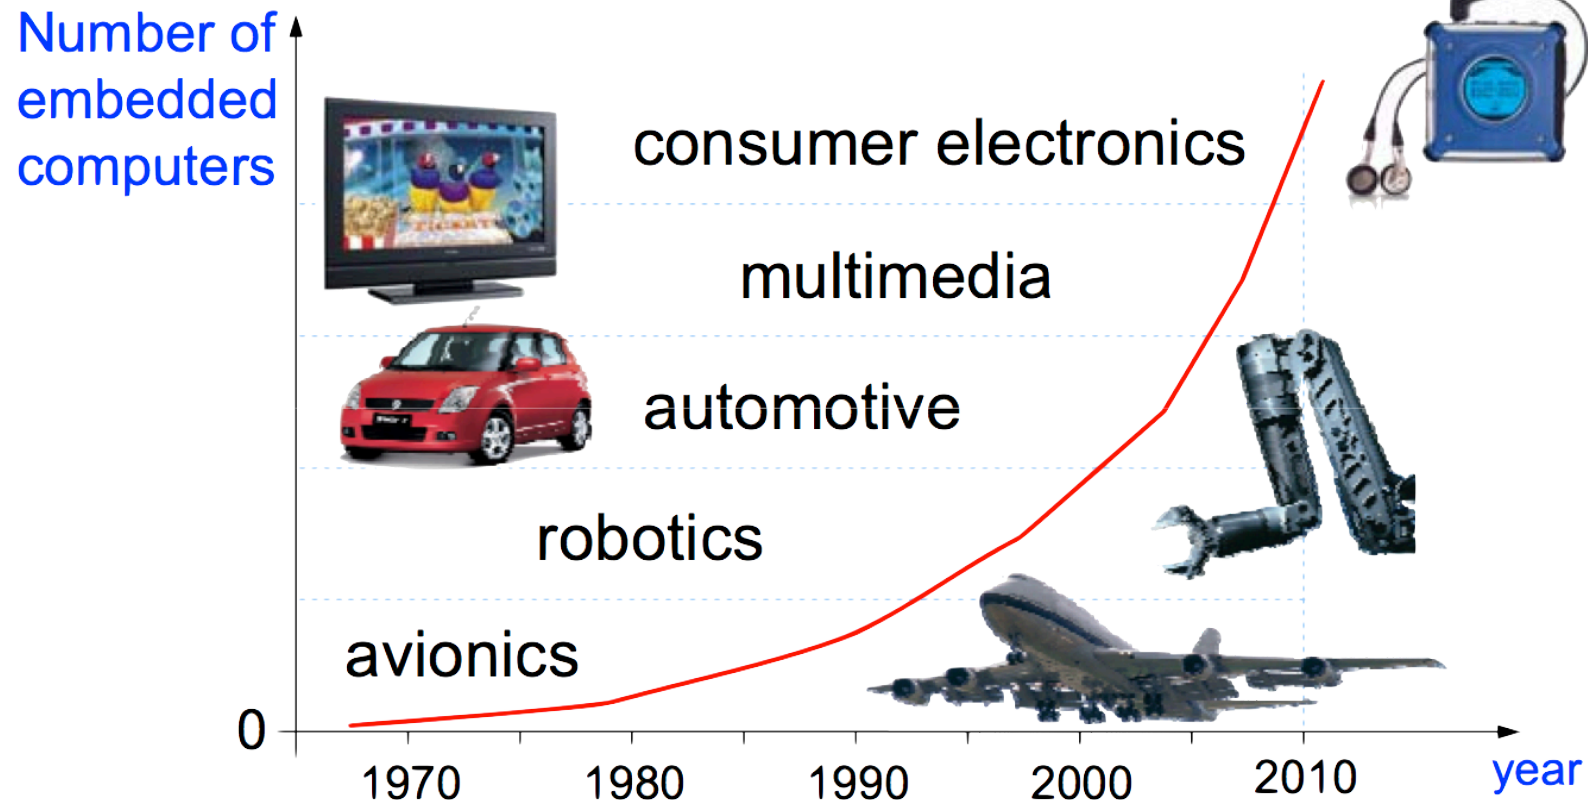 Number of
embedded
computers
consumer electronics
multimedia
automotive
robotics
avionics
0
1970 1980 1990 2000 2010
year